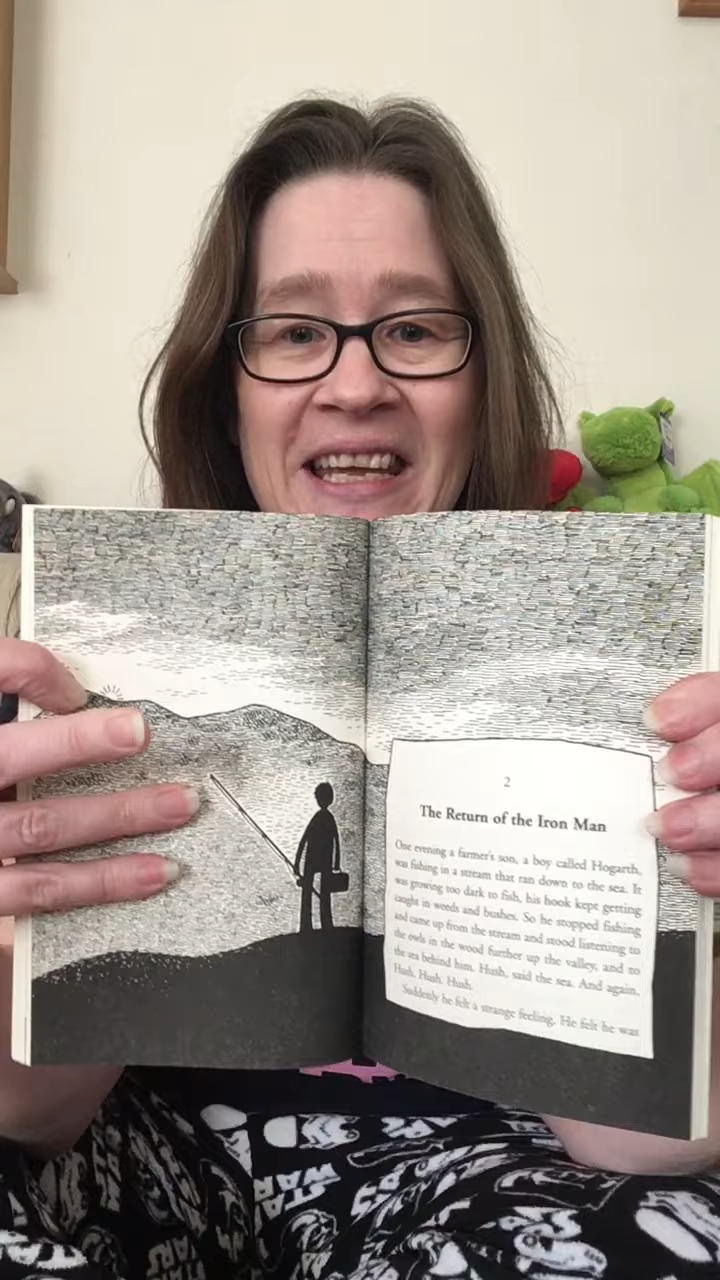 2
The Return of the Iron Man
One evening a farmer's son, a boy called Hogarth,
was fishing in a stream that ran down to the sea. It
was growing too dark to fish, his hook kept getting
caught in weeds and bushes. So he stopped fishing
and came up from the stream and stood listening to
the owls in the wood further up the valley, and to
the sea behind him. Hush, said the sea. And again,
Hush. Hush. Hush.
Suddenly he felt a strange feeling. He felt he was
STAR
WARS
STAR
WARS